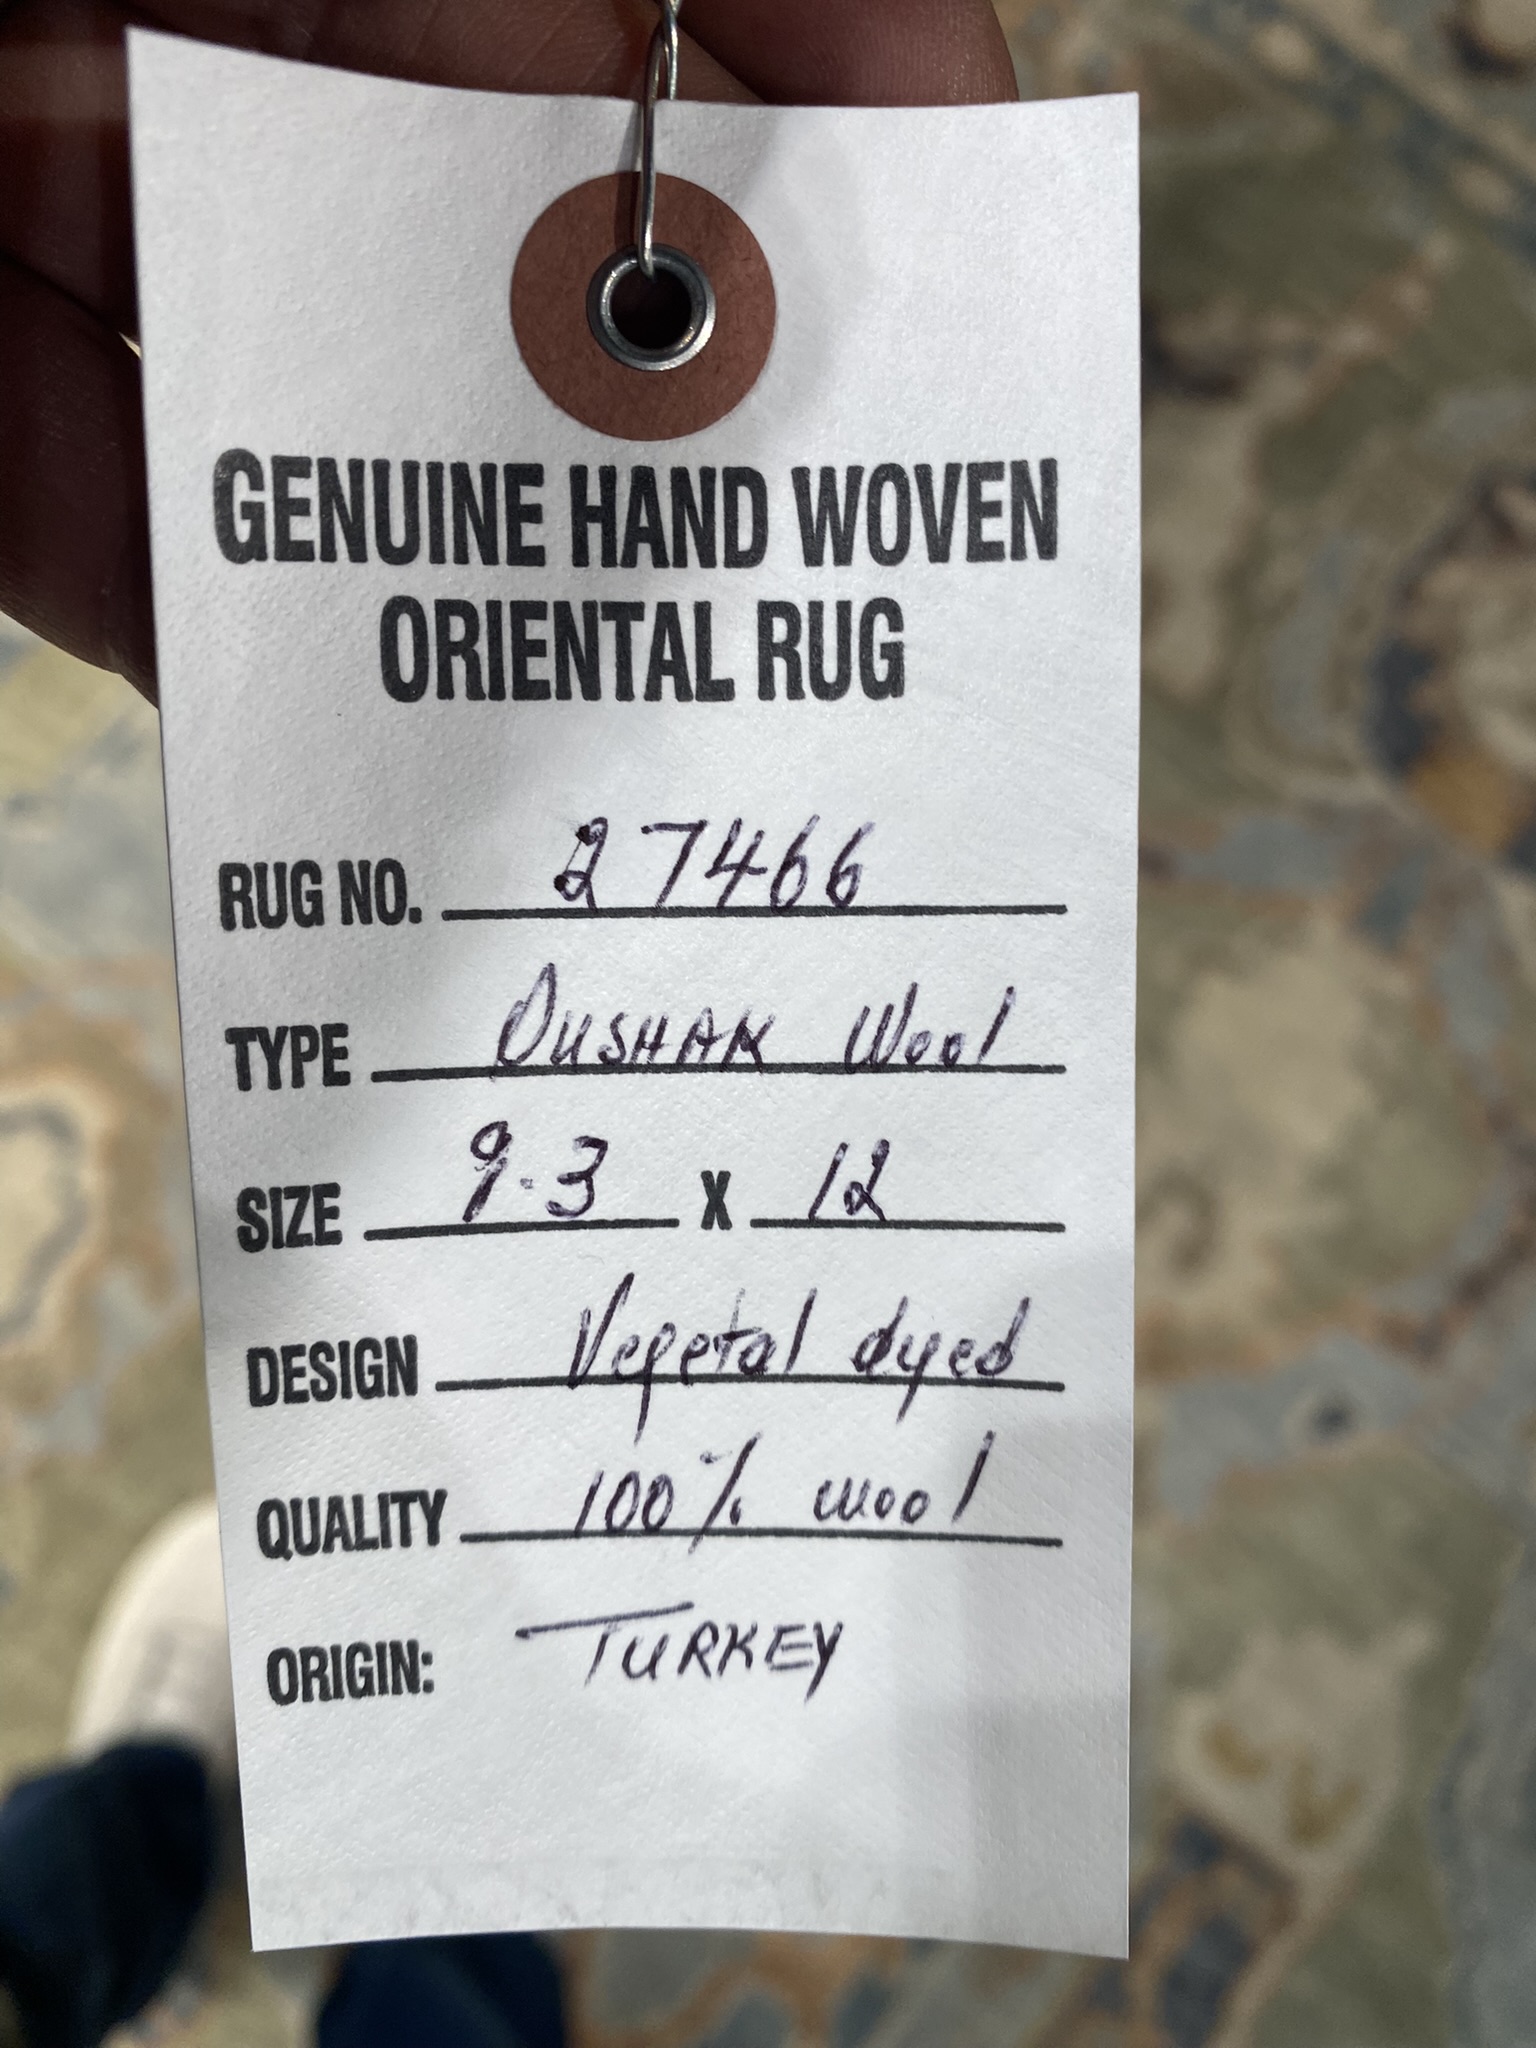 GENUINE HAND WOVEN
ORIENTAL RUG
RUG NO. 27466
TYPE OUSHAK Wool
SIZE 9.3 X 12
DESIGN Vegetal dyed
QUALITY 100% wool
ORIGIN: TURKEY